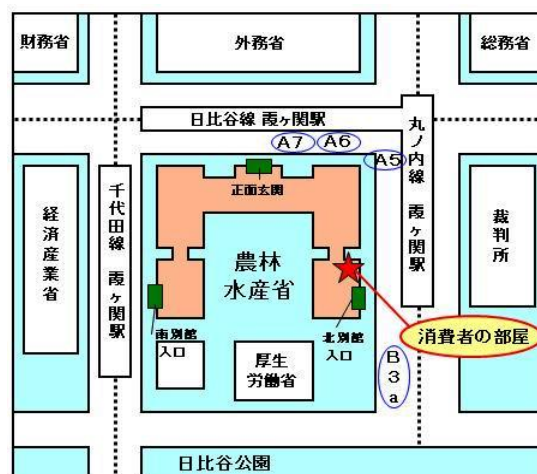 財務省
外務省
総務省
日比谷線 霞ヶ関駅
A7
A6
A5
丸ノ内線 霞ヶ関駅
千代田線 霞ヶ関駅
経済産業省
正面玄関
裁判所
農林
水産省
南別館
入口
北別館
入口
消費者の部屋
厚生
労働省
B3a
日比谷公園